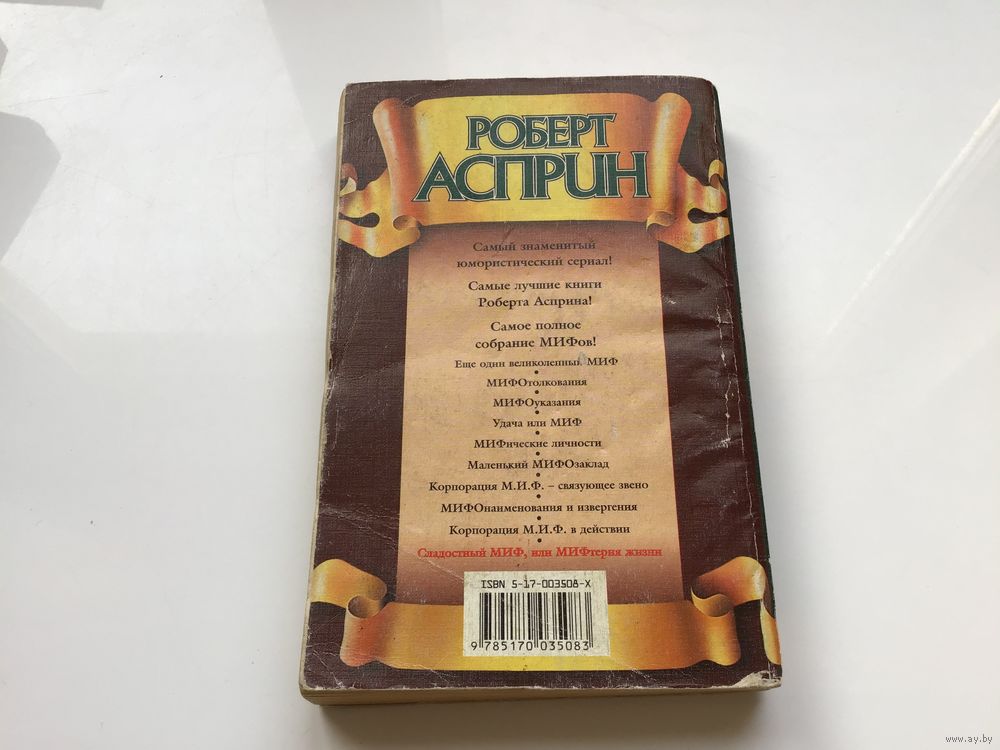 РОБЕРТ
АСПРИН
Самый знаменитый
юмористический сериал!
Самые лучшие книги
Роберта Асприна!
Самое полное
собрание МИФов!
Еще один великолепный МИФ
•
МИФОтолкования
•
МИФОуказания
•
Удача или МИФ
•
МИФические личности
•
Маленький МИФОзаклад
•
Корпорация М.И.Ф. – связующее звено
•
МИФОнаименования и извергения
•
Корпорация М.И.Ф. в действии
•
Сладостный МИФ, или МИФтерия жизни
ISBN 5-17-003508-X
9 785170 035083
www.ay.by